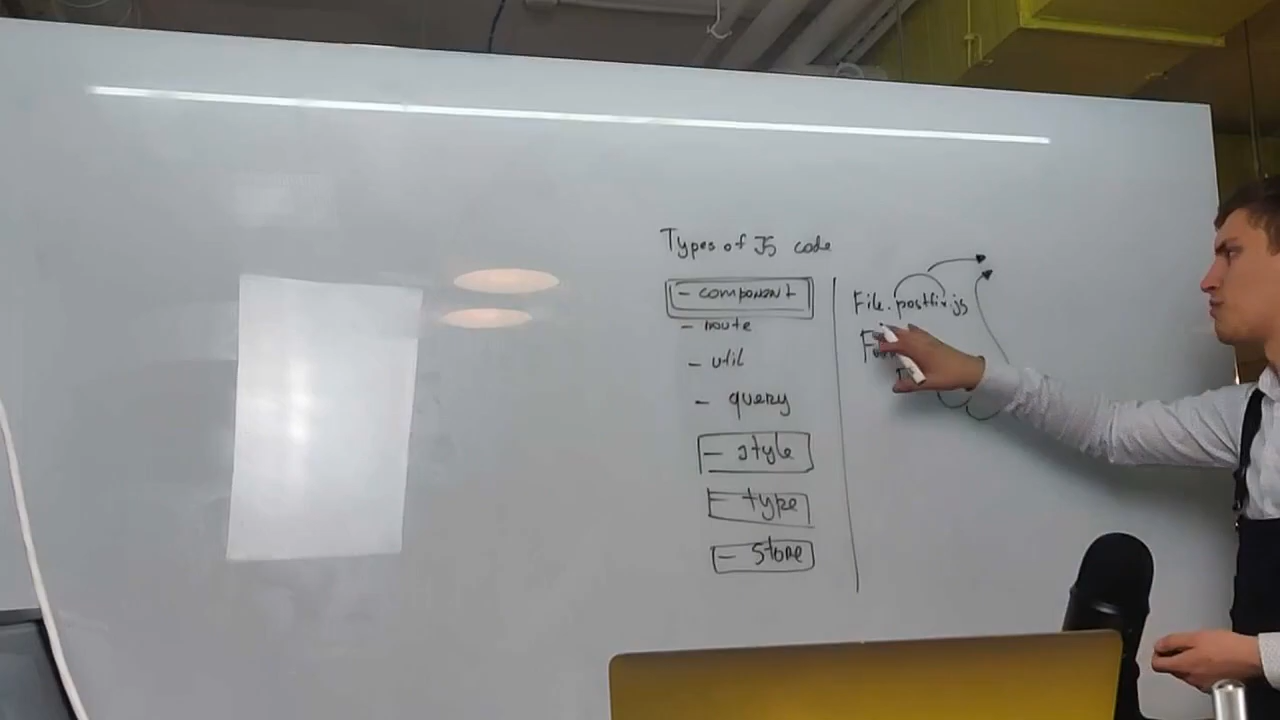 Types of JS code
- component
- route
- util
- query
- style
- type
- store
File.postfix.js